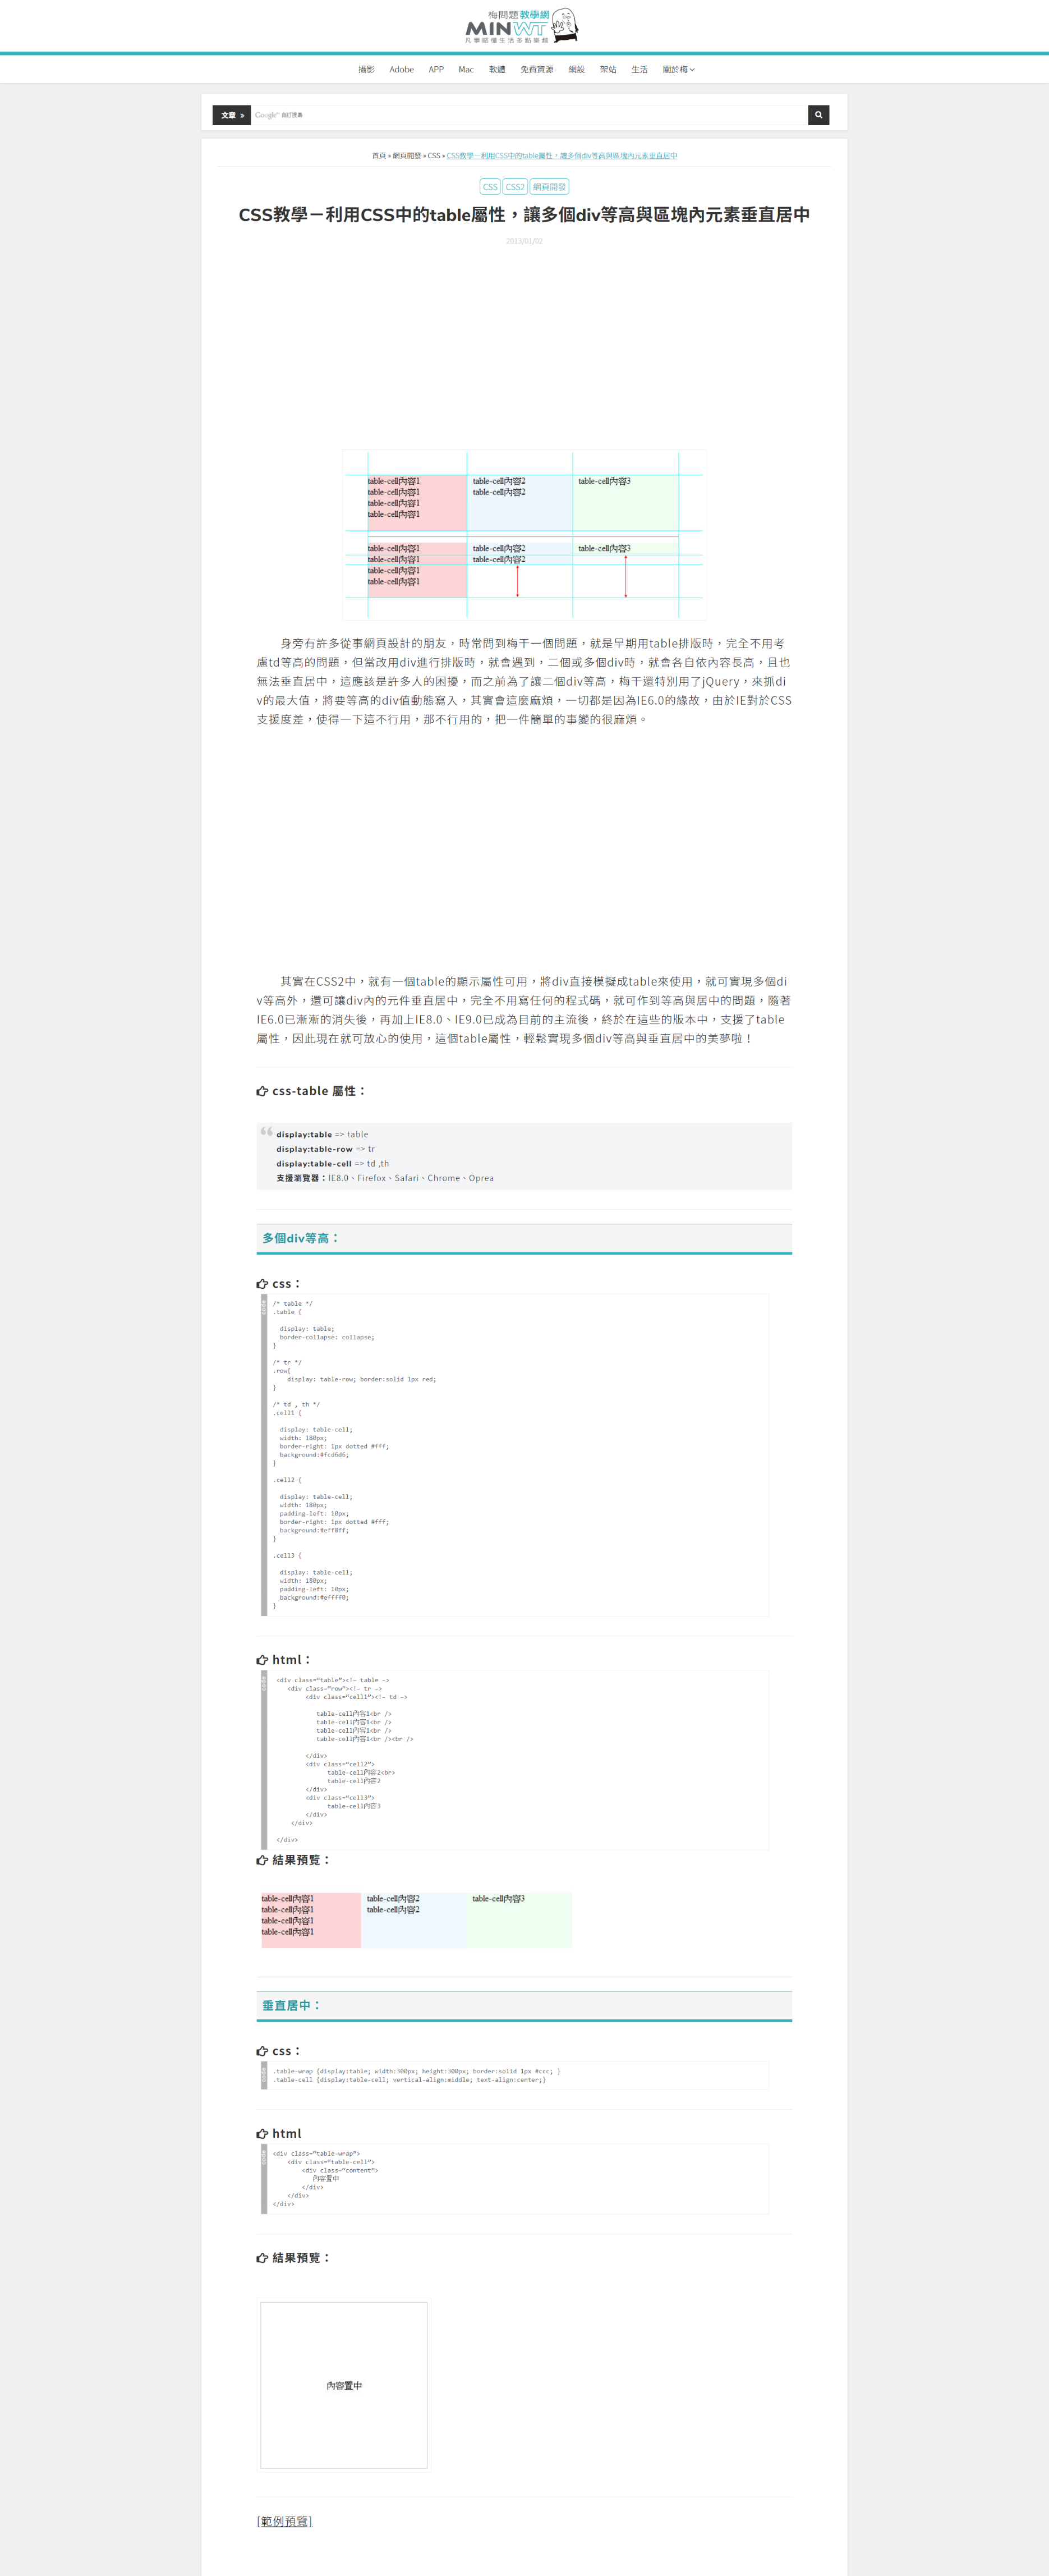 梅問題教學網
MINWT
凡事踏懂生活多點樂趣
攝影 Adobe APP Mac 軟體 免費資源 網設 架站 生活 關於梅
文章 » Google 自訂搜尋
首頁 » 網頁開發 » CSS » CSS教學－利用CSS中的table屬性，讓多個div等高與區塊內元素垂直居中
CSS CSS2 網頁開發
CSS教學－利用CSS中的table屬性，讓多個div等高與區塊內元素垂直居中
2013/01/02
table-cell內容1 table-cell內容2 table-cell內容3
table-cell內容1 table-cell內容2
table-cell內容1
table-cell內容1
table-cell內容1 table-cell內容2 table-cell內容3
table-cell內容1 table-cell內容2
table-cell內容1
table-cell內容1
身旁有許多從事網頁設計的朋友，時常問到梅干一個問題，就是早期用table排版時，完全不用考
慮td等高的問題，但當改用div進行排版時，就會遇到，二個或多個div時，就會各自依內容長高，且也
無法垂直居中，這應該是許多人的困擾，而之前為了讓二個div等高，梅干還特別用了jQuery，來抓di
v的最大值，將要等高的div值動態寫入，其實會這麼麻煩，一切都是因為IE6.0的緣故，由於IE對於CSS
支援度差，使得一下這不行用，那不行用的，把一件簡單的事變的很麻煩。
其實在CSS2中，就有一個table的顯示屬性可用，將div直接模擬成table來使用，就可實現多個di
v等高外，還可讓div內的元件垂直居中，完全不用寫任何的程式碼，就可作到等高與居中的問題，隨著
IE6.0已漸漸的消失後，再加上IE8.0、IE9.0已成為目前的主流後，終於在這些的版本中，支援了table
屬性，因此現在就可放心的使用，這個table屬性，輕鬆實現多個div等高與垂直居中的美夢啦！
css-table 屬性：
display:table => table
display:table-row => tr
display:table-cell => td ,th
支援瀏覽器：IE8.0、Firefox、Safari、Chrome、Oprea
多個div等高：
css：
/* table */
.table {
display: table;
border-collapse: collapse;
}
/* tr */
.row{
display: table-row; border:solid 1px red;
}
/* td , th */
.cell1 {
display: table-cell;
width: 180px;
border-right: 1px dotted #fff;
background:#fcd6d6;
}
.cell2 {
display: table-cell;
width: 180px;
padding-left: 10px;
border-right: 1px dotted #fff;
background:#eff8ff;
}
.cell3 {
display: table-cell;
width: 180px;
padding-left: 10px;
background:#effff0;
}
html：
<div class="table"><!– table –>
<div class="row"><!– tr –>
<div class="cell1"><!– td –>
table-cell內容1<br />
table-cell內容1<br />
table-cell內容1<br />
table-cell內容1<br /><br />
</div>
<div class="cell2">
table-cell內容2<br>
table-cell內容2
</div>
<div class="cell3">
table-cell內容3
</div>
</div>
</div>
結果預覽：
table-cell內容1 table-cell內容2 table-cell內容3
table-cell內容1 table-cell內容2
table-cell內容1
table-cell內容1
垂直居中：
css：
.table-wrap {display:table; width:300px; height:300px; border:solid 1px #ccc; }
.table-cell {display:table-cell; vertical-align:middle; text-align:center;}
html
<div class="table-wrap">
<div class="table-cell">
<div class="content">
內容置中
</div>
</div>
</div>
結果預覽：
內容置中
[範例預覽]